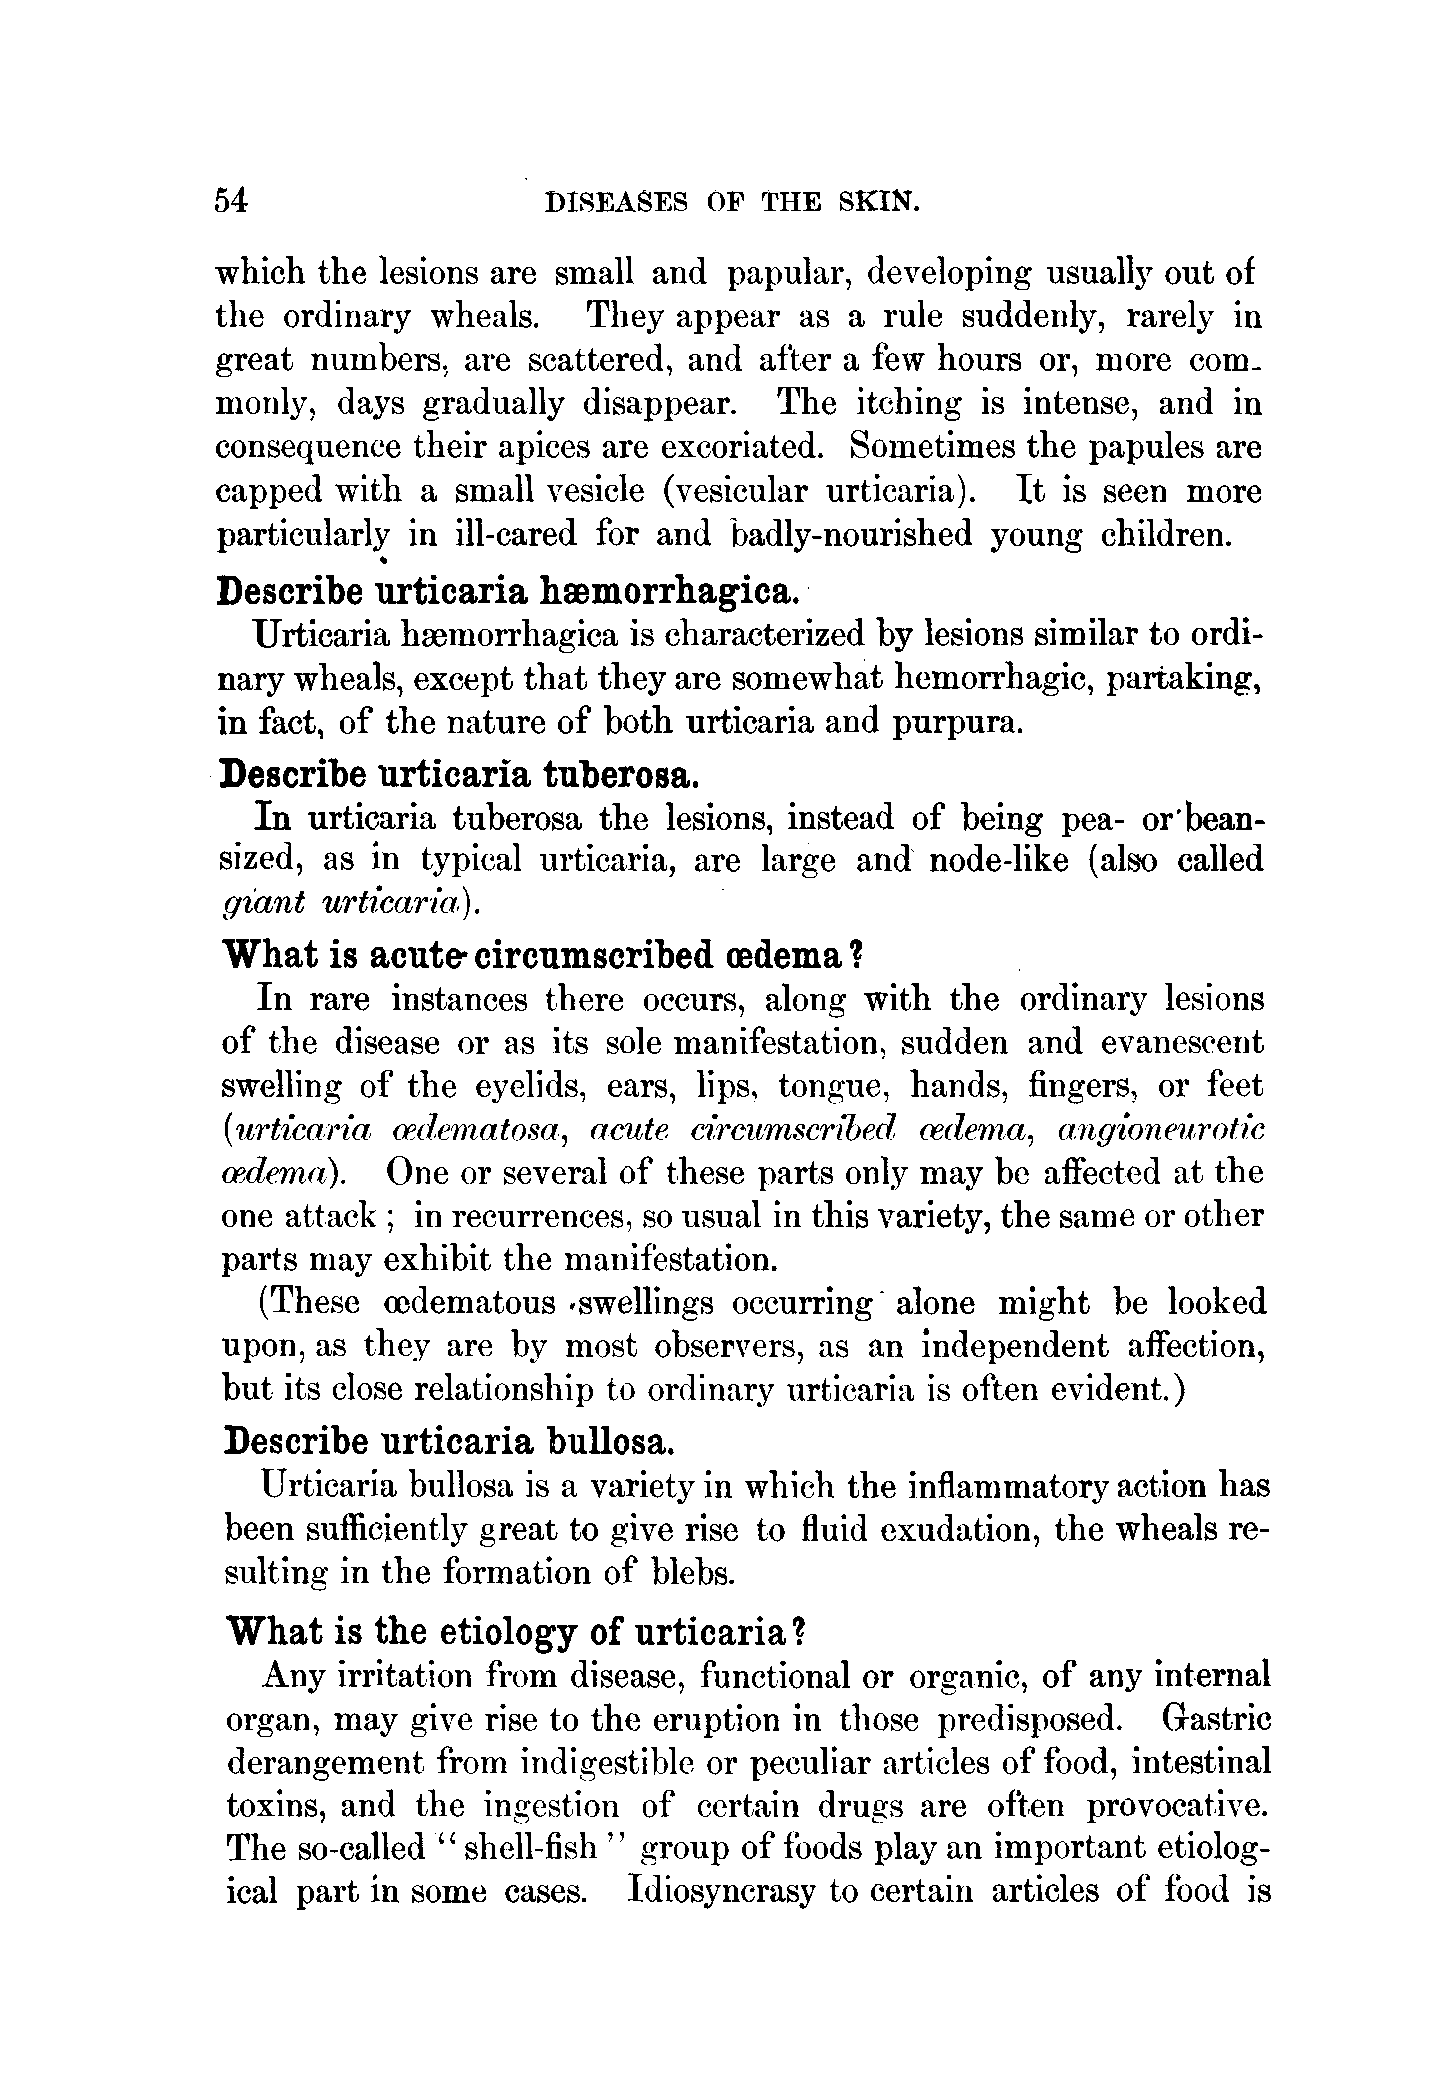 54 DISEASES OF THE SKIN.
which the lesions are small and papular, developing usually out of
the ordinary wheals. They appear as a rule suddenly, rarely in
great numbers, are scattered, and after a few hours or, more com-
monly, days gradually disappear. The itching is intense, and in
consequence their apices are excoriated. Sometimes the papules are
capped with a small vesicle (vesicular urticaria). It is seen more
particularly in ill-cared for and badly-nourished young children.
Describe urticaria hæmorrhagica.
Urticaria hæmorrhagica is characterized by lesions similar to ordi-
nary wheals, except that they are somewhat hemorrhagic, partaking,
in fact, of the nature of both urticaria and purpura.
Describe urticaria tuberosa.
In urticaria tuberosa the lesions, instead of being pea- or bean-
sized, as in typical urticaria, are large and node-like (also called
giant urticaria).
What is acute circumscribed œdema?
In rare instances there occurs, along with the ordinary lesions
of the disease or as its sole manifestation, sudden and evanescent
swelling of the eyelids, ears, lips, tongue, hands, fingers, or feet
(urticaria œdematosa, acute circumscribed œdema, angioneurotic
œdema). One or several of these parts only may be affected at the
one attack ; in recurrences, so usual in this variety, the same or other
parts may exhibit the manifestation.
(These œdematous swellings occurring alone might be looked
upon, as they are by most observers, as an independent affection,
but its close relationship to ordinary urticaria is often evident.)
Describe urticaria bullosa.
Urticaria bullosa is a variety in which the inflammatory action has
been sufficiently great to give rise to fluid exudation, the wheals re-
sulting in the formation of blebs.
What is the etiology of urticaria?
Any irritation from disease, functional or organic, of any internal
organ, may give rise to the eruption in those predisposed. Gastric
derangement from indigestible or peculiar articles of food, intestinal
toxins, and the ingestion of certain drugs are often provocative.
The so-called "shell-fish" group of foods play an important etiolog-
ical part in some cases. Idiosyncrasy to certain articles of food is